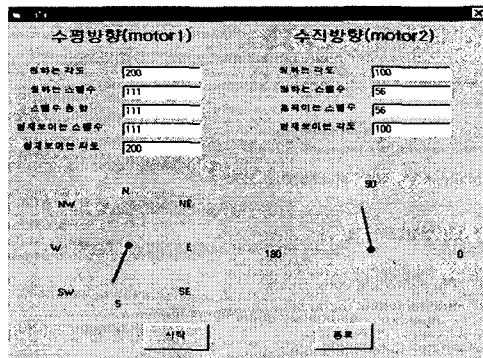 수평방향(motor1)
원하는 각도 200
원하는 스텝수 111
스텝수 총 합 111
현재보이는 스텝수 111
현재보이는 각도 200
N
NW NE
W E
SW SE
S
시작
수직방향(motor2)
원하는 각도 100
원하는 스텝수 56
움직이는 스텝수 56
현재보이는 각도 100
90
180 0
종료